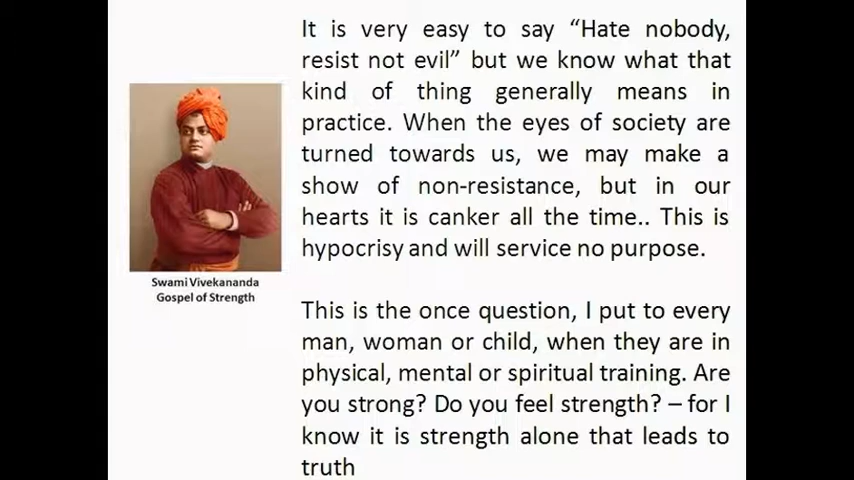 It is very easy to say “Hate nobody,
resist not evil” but we know what that
kind of thing generally means in
practice. When the eyes of society are
turned towards us, we may make a
show of non-resistance, but in our
hearts it is canker all the time.. This is
hypocrisy and will service no purpose.
Swami Vivekananda
Gospel of Strength
This is the once question, I put to every
man, woman or child, when they are in
physical, mental or spiritual training. Are
you strong? Do you feel strength? – for I
know it is strength alone that leads to
truth